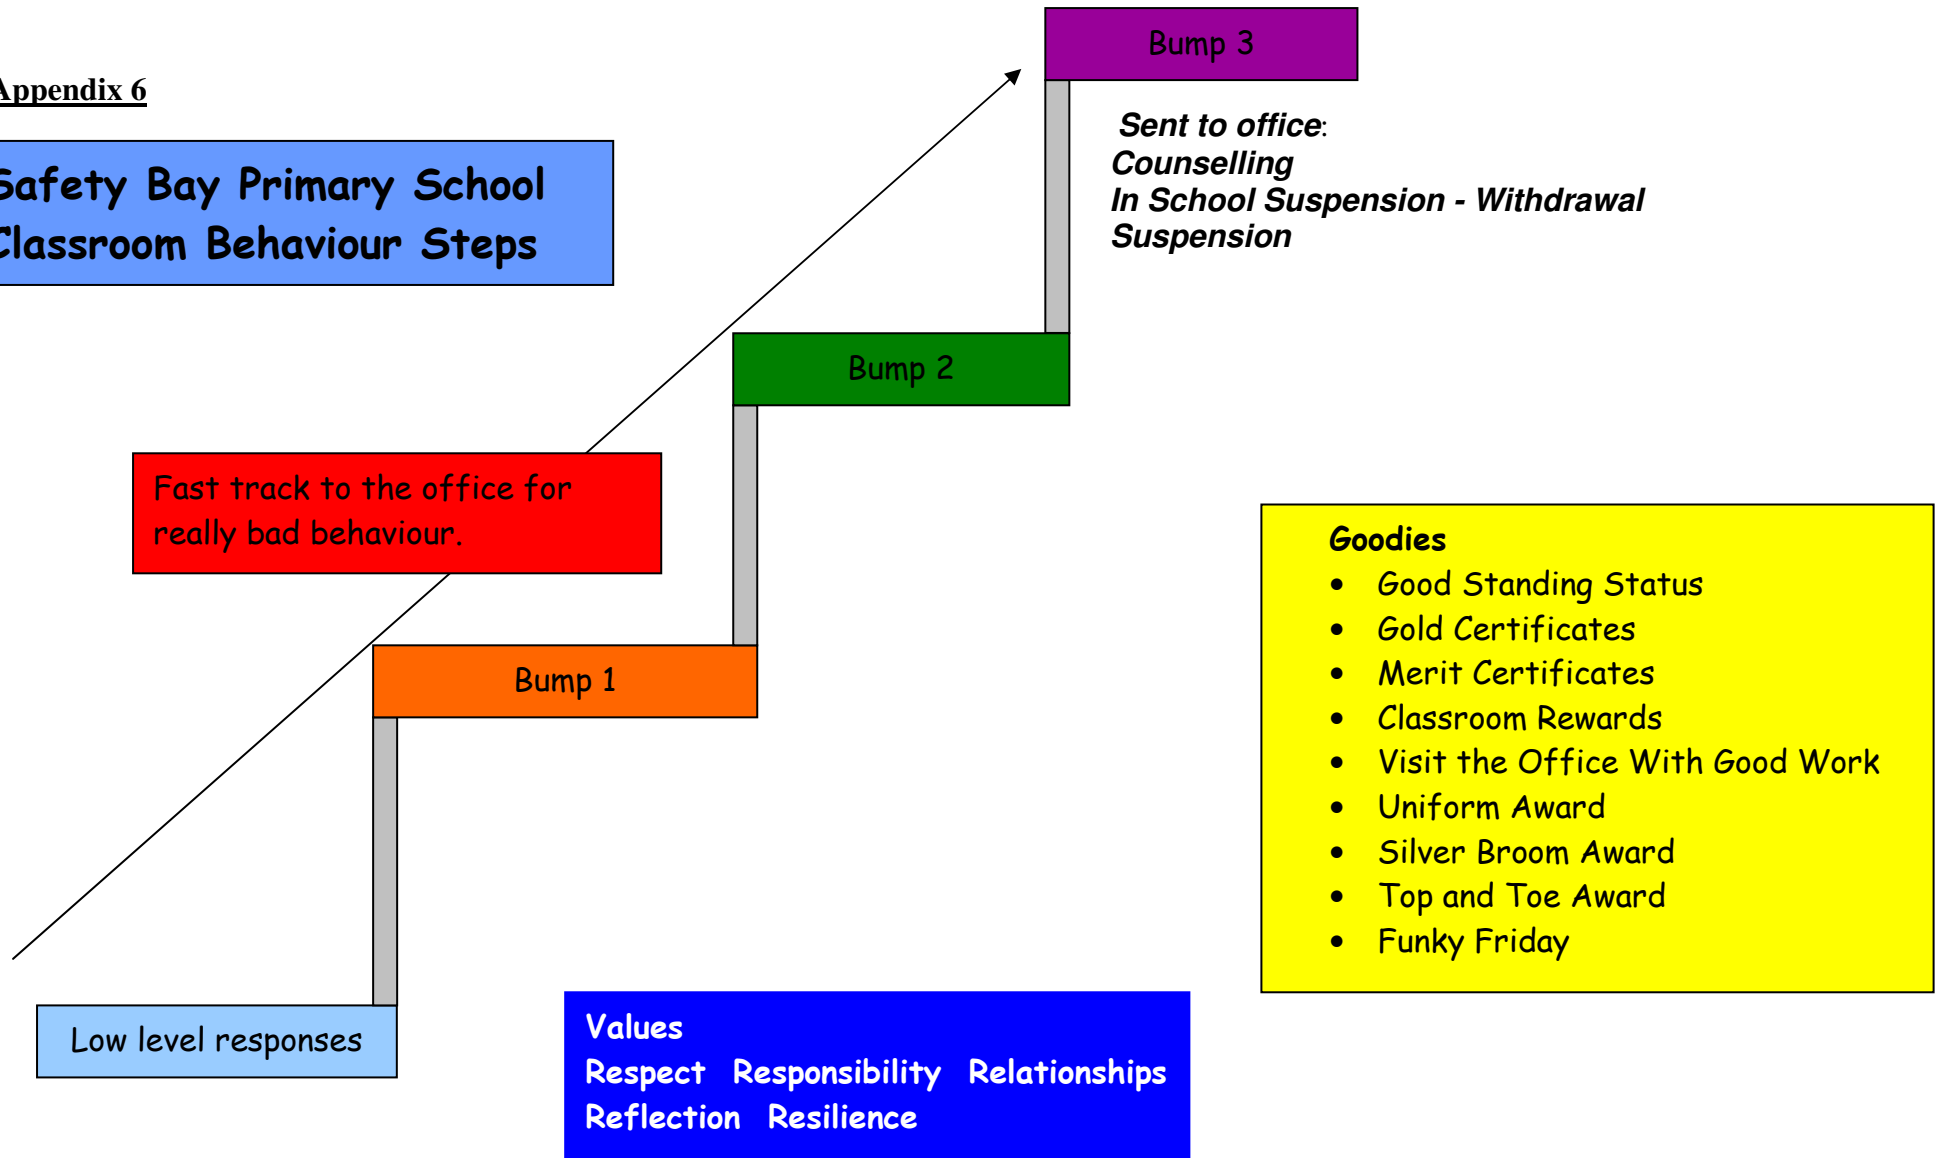 Appendix 6
Safety Bay Primary School
Classroom Behaviour Steps
Bump 3
Sent to office:
Counselling
In School Suspension - Withdrawal
Suspension
Bump 2
Fast track to the office for
really bad behaviour.
Bump 1
Low level responses
Goodies
• Good Standing Status
• Gold Certificates
• Merit Certificates
• Classroom Rewards
• Visit the Office With Good Work
• Uniform Award
• Silver Broom Award
• Top and Toe Award
• Funky Friday
Values
Respect Responsibility Relationships
Reflection Resilience